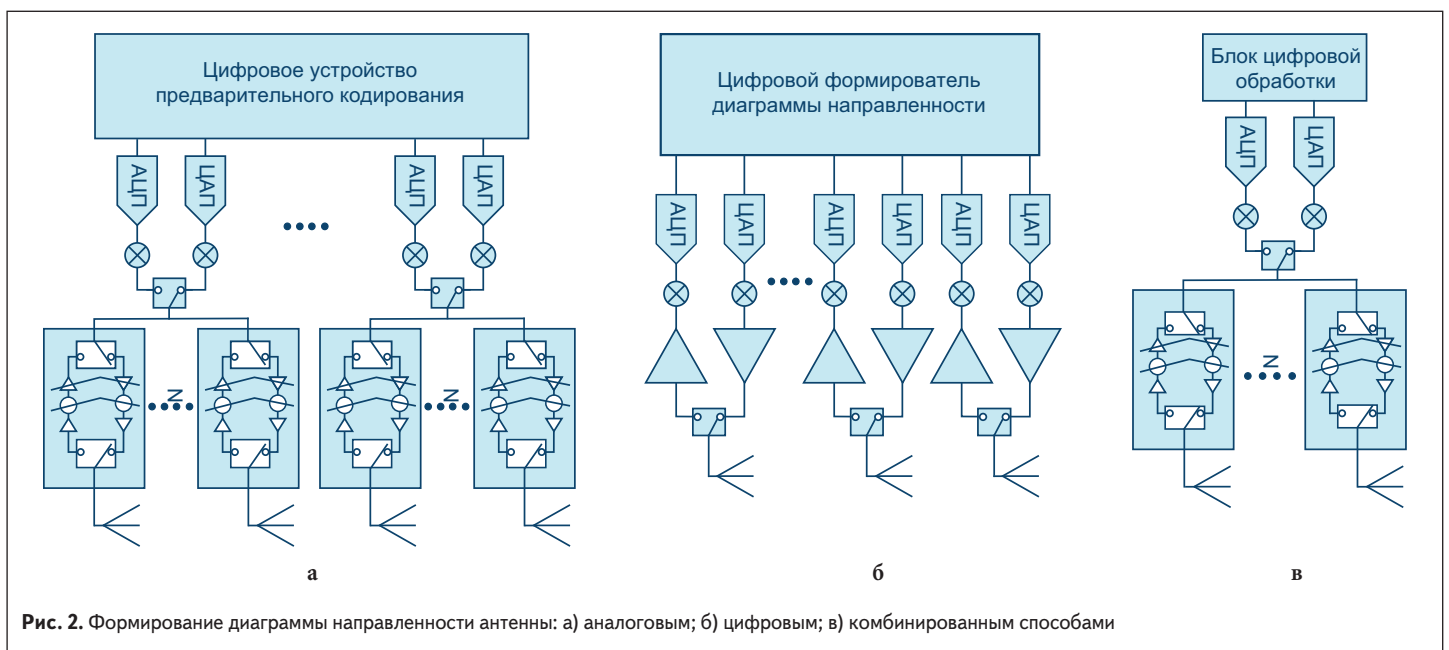 Цифровое устройство
предварительного кодирования
АЦП
ЦАП
АЦП
ЦАП
N
N
а
Цифровой формирователь
диаграммы направленности
АЦП
ЦАП
АЦП
ЦАП
АЦП
ЦАП
б
Блок цифровой
обработки
АЦП
ЦАП
N
в
Рис. 2. Формирование диаграммы направленности антенны: а) аналоговым; б) цифровым; в) комбинированным способами